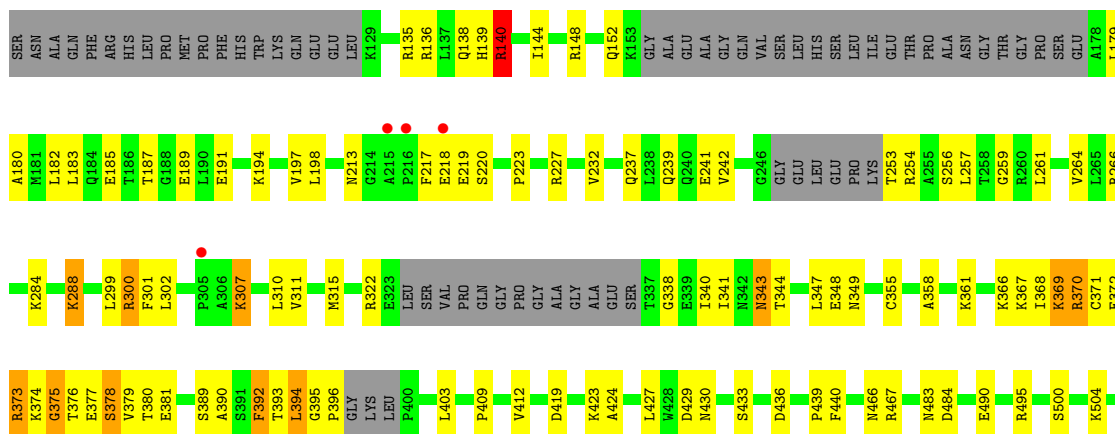 SER ASN ALA GLN PHE ARG HIS LEU PRO MET PRO PHE HIS TRP LYS GLN GLU GLU LEU K129 R135 R136 L137 Q138 H139 R140 I144 R148 Q152 K153 GLY ALA GLU ALA GLY GLN VAL SER LEU HIS SER LEU ILE GLU THR PRO ALA ASN GLY THR GLY PRO SER GLU A178 L179
A180 M181 L182 L183 Q184 E185 T186 T187 G188 E189 L190 E191 K194 V197 L198 N213 G214 A215 P216 F217 E218 E219 S220 P223 R227 V232 Q237 L238 Q239 Q240 E241 V242 G246 GLY GLU LEU GLU PRO LYS T253 R254 A255 S256 L257 T258 G259 R260 L261 V264 L265 R266
K284 K288 L299 R300 F301 L302 P305 A306 K307 L310 V311 M315 R322 E323 LEU SER VAL PRO GLN GLY PRO GLY ALA GLY ALA GLU SER T337 G338 E339 I340 I341 N342 N343 T344 L347 E348 N349 C355 A358 K361 K366 K367 I368 K369 R370 C371
R373 K374 G375 T376 E377 S378 V379 T380 E381 S389 A390 S391 F392 T393 L394 G395 P396 GLY LYS LEU P400 L403 P409 V412 D419 K423 A424 L427 W428 D429 N430 S433 D436 P439 F440 N466 R467 N483 D484 E490 R495 S500 K504